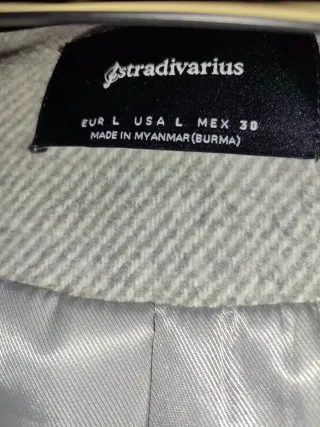 stradivarius
EUR L USA L MEX 30
MADE IN MYANMAR(BURMA)